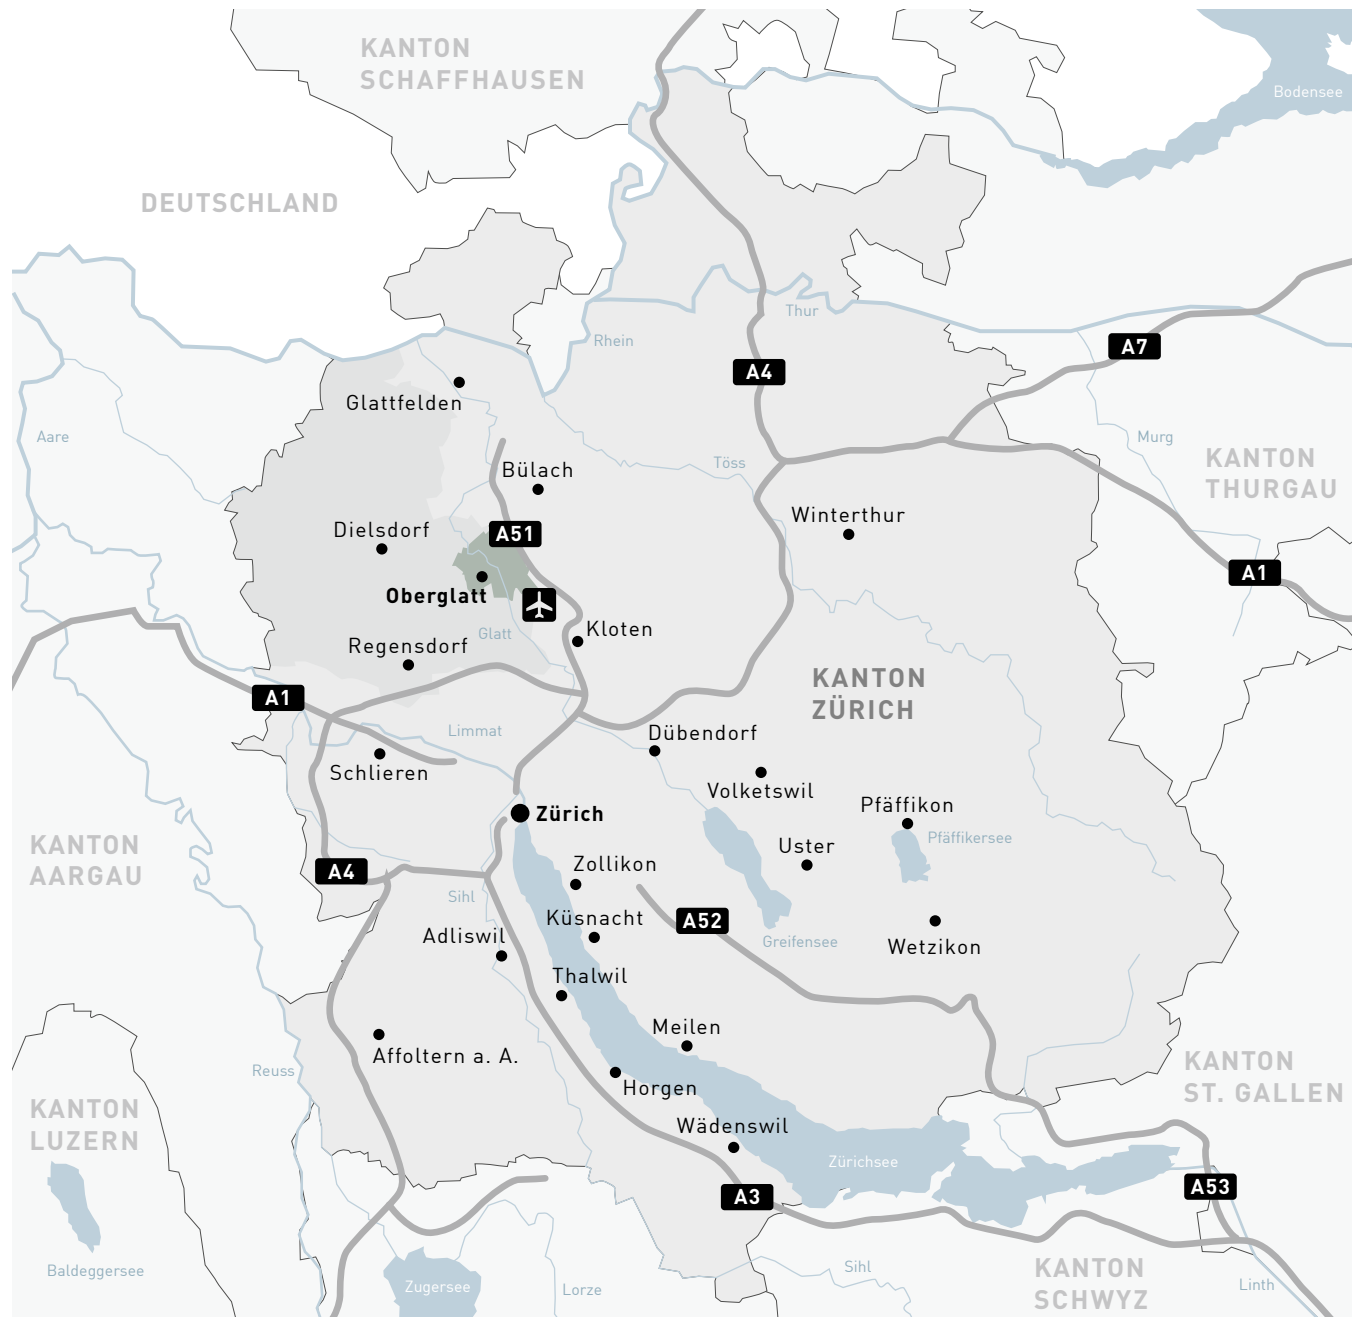 KANTON
SCHAFFHAUSEN
Bodensee
DEUTSCHLAND
Thur
Rhein
A7
A4
Glattfelden
Aare
Murg
KANTON
THURGAU
Töss
Bülach
Winterthur
Dielsdorf
A51
A1
Oberglatt
Glatt
Kloten
Regensdorf
KANTON
ZÜRICH
A1
Limmat
Dübendorf
Schlieren
Volketswil
Pfäffikon
Zürich
Pfäffikersee
KANTON
AARGAU
Uster
Zollikon
A4
Sihl
Küsnacht
A52
Adliswil
Greifensee
Wetzikon
Thalwil
Meilen
Affoltern a. A.
Reuss
KANTON
ST. GALLEN
Horgen
KANTON
LUZERN
Wädenswil
Zürichsee
A53
A3
Baldeggersee
Zugersee
Lorze
Sihl
KANTON
SCHWYZ
Linth